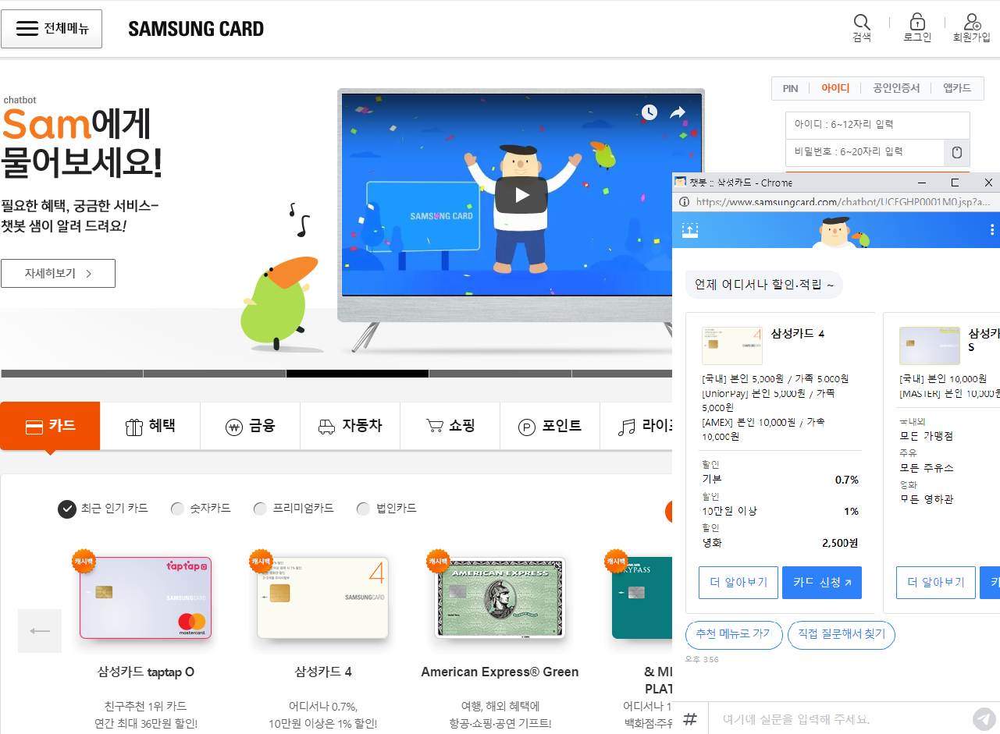 전체메뉴
SAMSUNG CARD
검색
로그인
회원가입
chatbot
Sam에게
물어보세요!
필요한 혜택, 궁금한 서비스–
챗봇 샘이 알려 드려요!
자세히보기
SAMSUNG CARD
PIN
아이디
공인인증서
앱카드
아이디 : 6~12자리 입력
비밀번호 : 6~20자리 입력
카드
혜택
금융
자동차
쇼핑
포인트
최근 인기 카드
숫자카드
프리미엄카드
법인카드
캐시백
taptap O
SAMSUNGCARD
mastercard.
삼성카드 taptap O
친구추천 1위 카드
연간 최대 36만원 할인!
캐시백
4
SAMSUNGCARD
삼성카드 4
어디서나 0.7%,
10만원 이상은 1% 할인!
캐시백
AMERICAN EXPRESS
American Express® Green
여행, 해외 혜택에
항공·쇼핑·공연 기프트!
캐시백
YPASS
& MI
PLAT
어디서나 1
백화점·주유
챗봇 :: 삼성카드 - Chrome
https://www.samsungcard.com/chatbot/UCFGHP0001M0.jsp?a...
언제 어디서나 할인·적립 ~
4
삼성카드 4
[국내] 본인 5,000원 / 가족 5,000원
[UnionPay] 본인 5,000원 / 가족
5,000원
[AMEX] 본인 10,000원 / 가족
10,000원
할인
기본 0.7%
할인
10만원 이상 1%
할인
영화 2,500원
더 알아보기
카드 신청
삼성카
S
[국내] 본인 10,000원
[MASTER] 본인 10,000원
국내외
모든 가맹점
주유
모든 주유소
영화
모든 영화관
더 알아보기
추천 메뉴로 가기
직접 질문해서 찾기
오후 3:56
#
여기에 질문을 입력해 주세요.